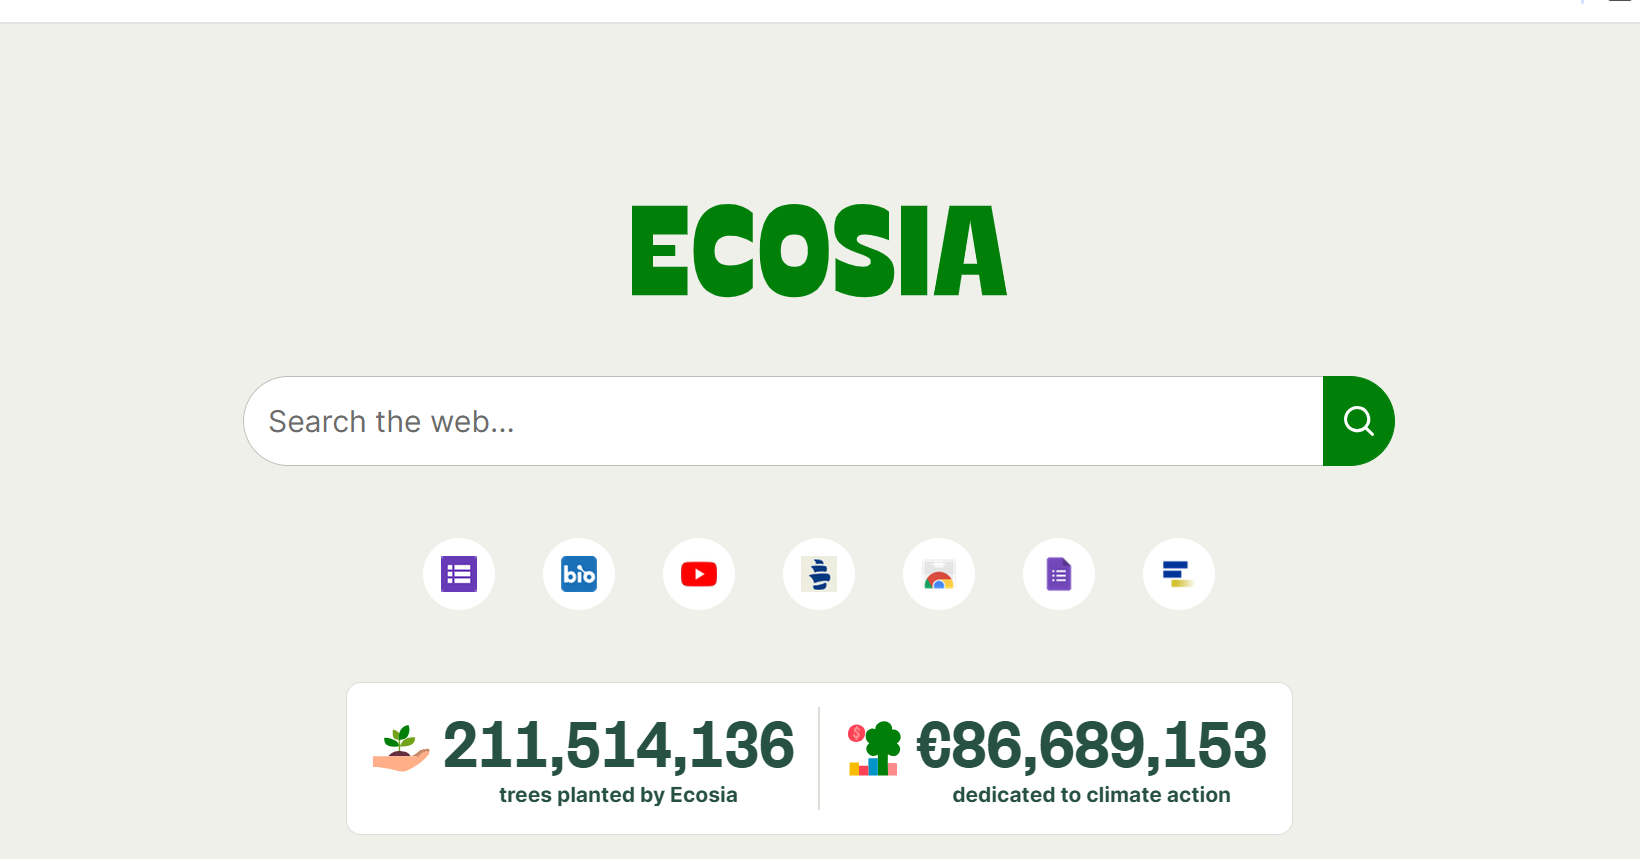 ECOSIA
Search the web...
bio
211,514,136
trees planted by Ecosia
$
€86,689,153
dedicated to climate action